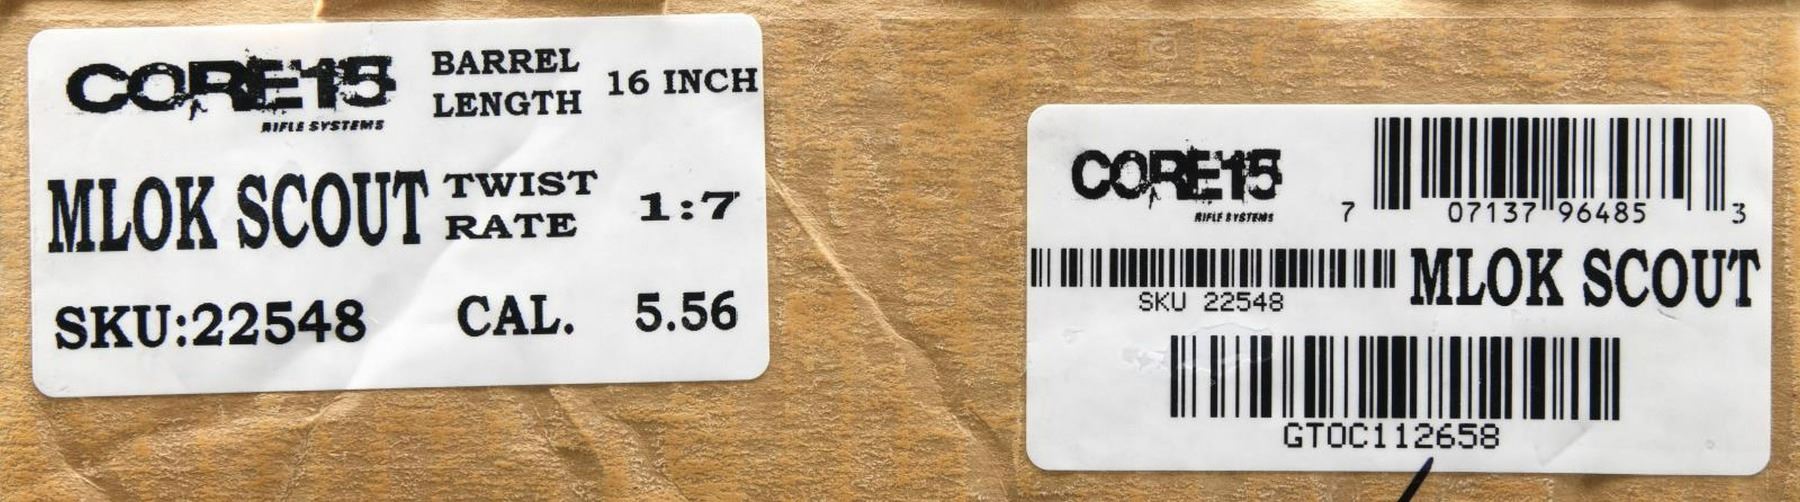 CORE15
RIFLE SYSTEMS
BARREL LENGTH 16 INCH
MLOK SCOUT
TWIST RATE 1:7
SKU:22548
CAL. 5.56
CORE15
RIFLE SYSTEMS
7 07137 96485 3
SKU 22548
MLOK SCOUT
GTOC112658